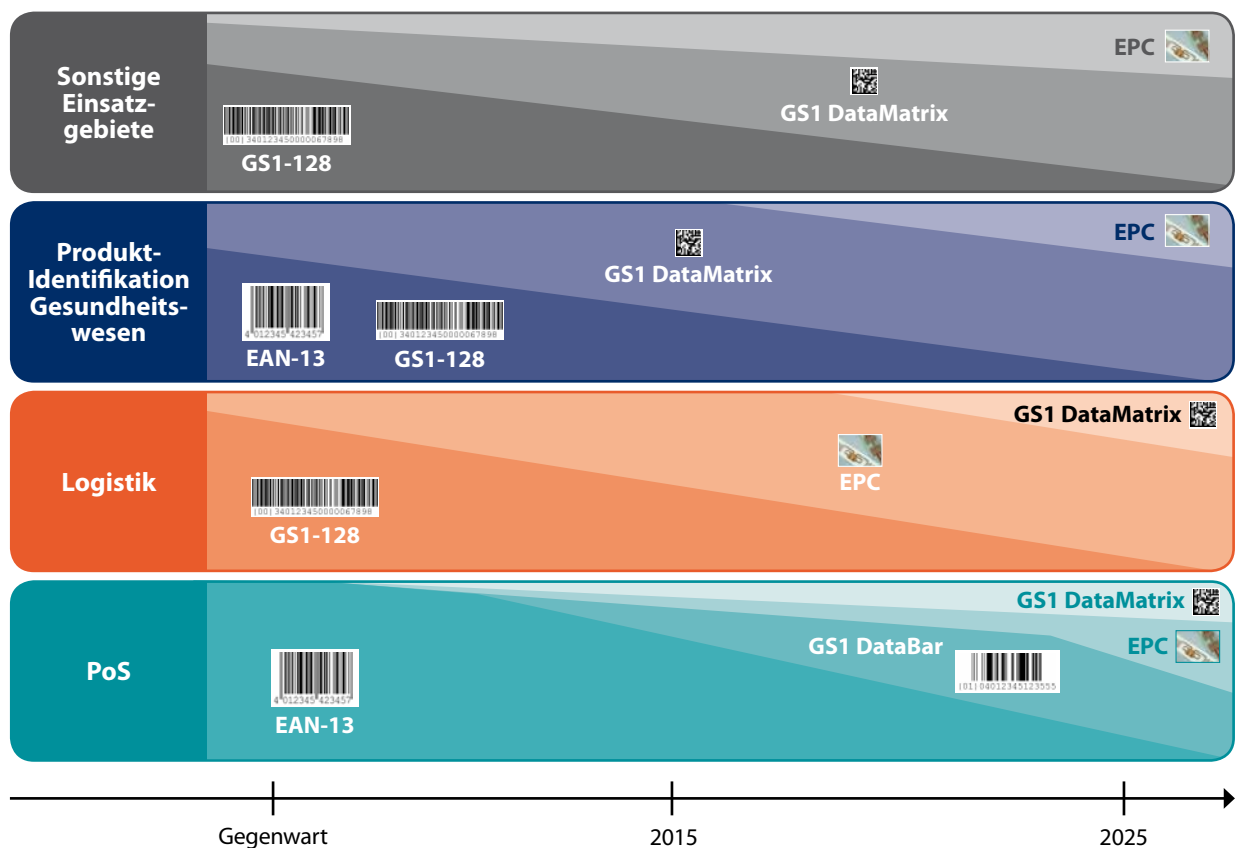 Sonstige
Einsatz-
gebiete
EPC
GS1 DataMatrix
(00)340123450000067898
GS1-128
Produkt-
Identifikation
Gesundheits-
wesen
EPC
GS1 DataMatrix
4 012345 423457
EAN-13
(00)340123450000067898
GS1-128
Logistik
GS1 DataMatrix
EPC
(00)340123450000067898
GS1-128
PoS
GS1 DataMatrix
GS1 DataBar
EPC
(01)04012345123555
4 012345 423457
EAN-13
Gegenwart
2015
2025